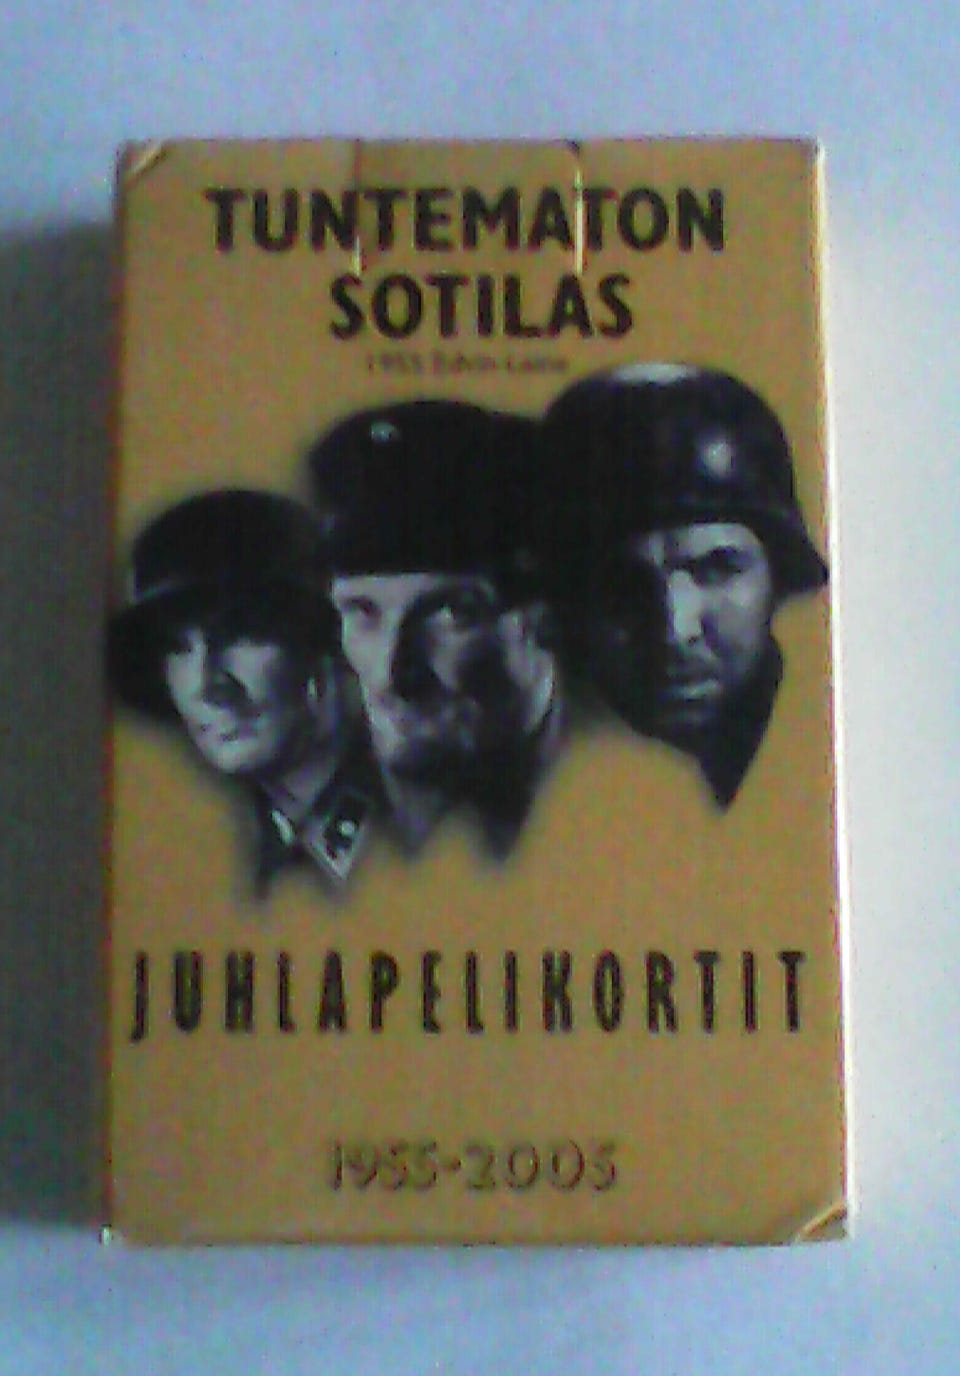 TUNTEMATON
SOTILAS
1955 Edvin Laine
JUHLAPELIKORTIT
1955-2005